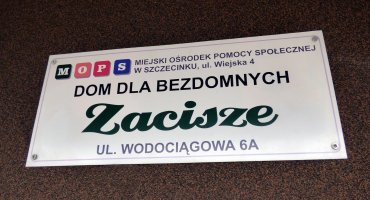 MOPS MIEJSKI OŚRODEK POMOCY SPOŁECZNEJ
W SZCZECINKU, ul. Wiejska 4
DOM DLA BEZDOMNYCH
Zacisze
UL. WODOCIĄGOWA 6A